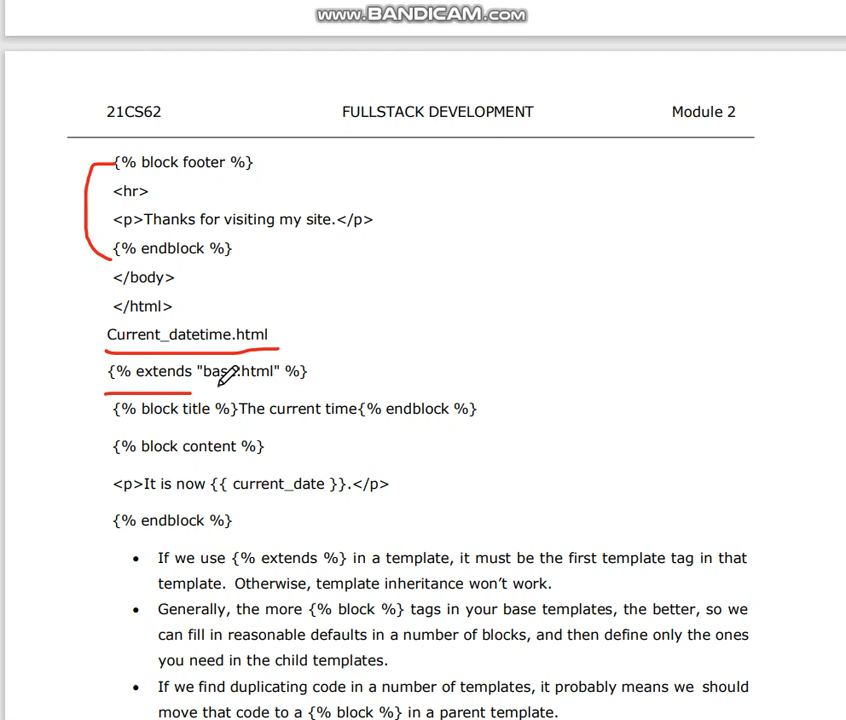 www.BANDICAM.com
21CS62 FULLSTACK DEVELOPMENT Module 2
{% block footer %}
<hr>
<p>Thanks for visiting my site.</p>
{% endblock %}
</body>
</html>
Current_datetime.html
{% extends "base.html" %}
{% block title %}The current time{% endblock %}
{% block content %}
<p>It is now {{ current_date }}.</p>
{% endblock %}
• If we use {% extends %} in a template, it must be the first template tag in that
template. Otherwise, template inheritance won’t work.
• Generally, the more {% block %} tags in your base templates, the better, so we
can fill in reasonable defaults in a number of blocks, and then define only the ones
you need in the child templates.
• If we find duplicating code in a number of templates, it probably means we should
move that code to a {% block %} in a parent template.